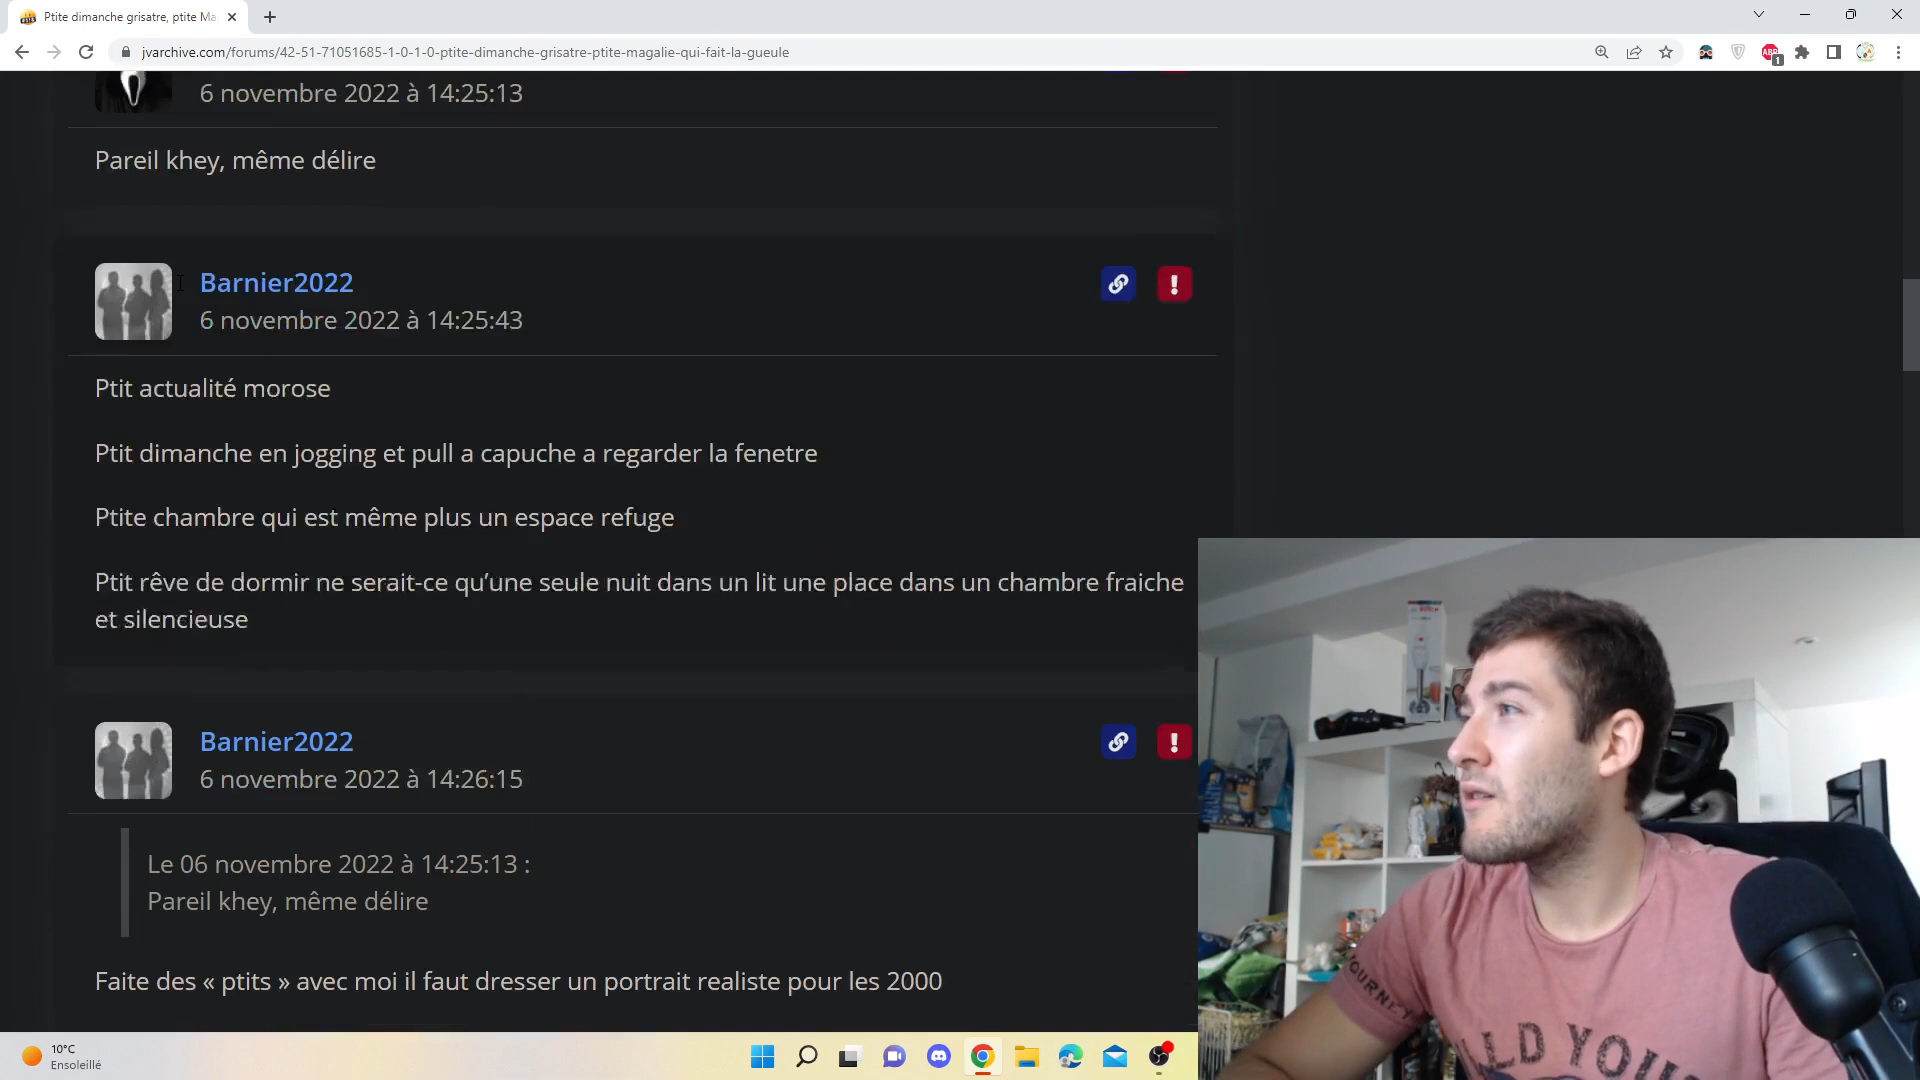 Ptite dimanche grisatre, ptite Ma
jvarchive.com/forums/42-51-71051685-1-0-1-0-ptite-dimanche-grisatre-ptite-magalie-qui-fait-la-gueule
ABP
1
6 novembre 2022 à 14:25:13
Pareil khey, même délire
Barnier2022
6 novembre 2022 à 14:25:43
Ptit actualité morose
Ptit dimanche en jogging et pull a capuche a regarder la fenetre
Ptite chambre qui est même plus un espace refuge
Ptit rêve de dormir ne serait-ce qu’une seule nuit dans un lit une place dans un chambre fraiche
et silencieuse
Barnier2022
6 novembre 2022 à 14:26:15
Le 06 novembre 2022 à 14:25:13 :
Pareil khey, même délire
Faite des « ptits » avec moi il faut dresser un portrait realiste pour les 2000
10°C
Ensoleillé